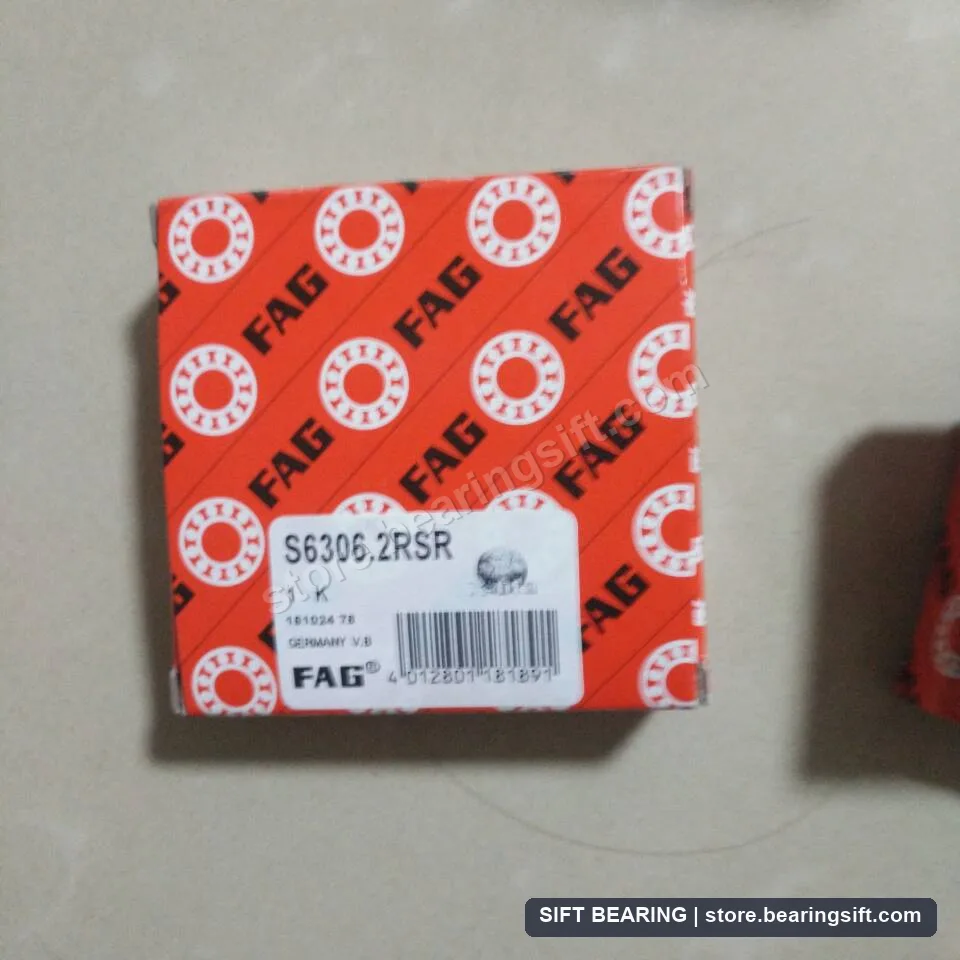 FAG
FAG
FAG
FAG
FAG
FAG
S6306.2RSR
1 K
181024 78
GERMANY V.B
FAG®
4 012801 181891
store.bearingsift.com
SIFT BEARING | store.bearingsift.com